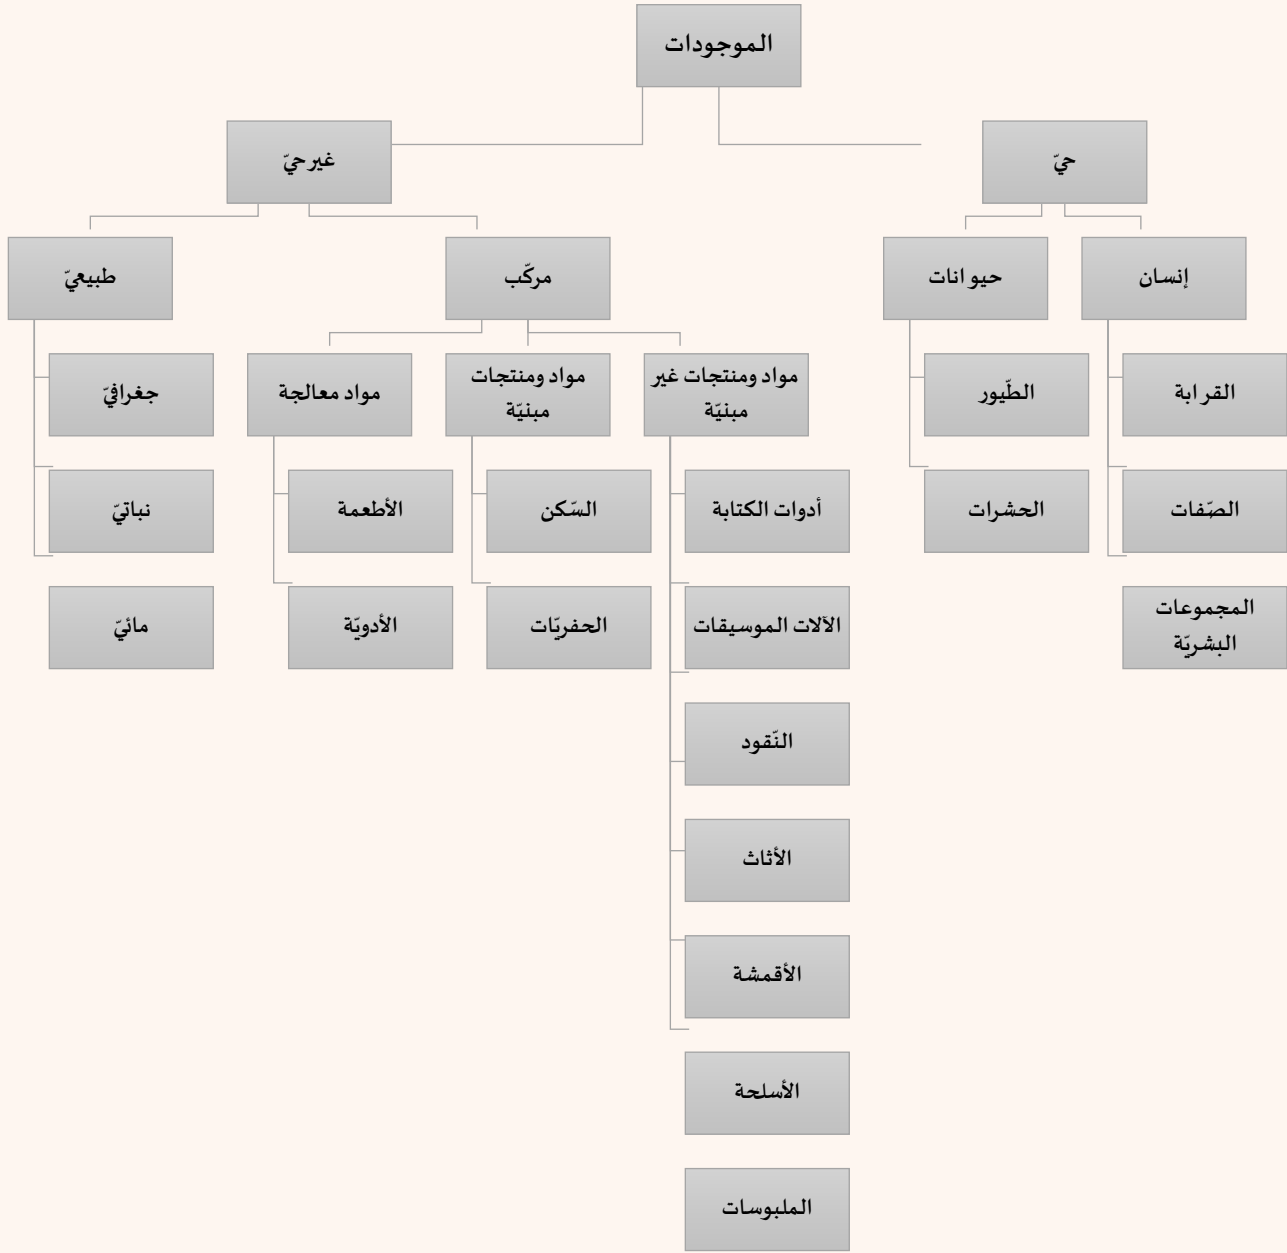 الموجودات
حيّ
غير حيّ
إنسان
حيوانات
مركّب
طبيعيّ
القرابة
الطّيور
مواد ومنتجات غير
مبنيّة
مواد ومنتجات
مبنيّة
مواد معالجة
جغرافيّ
الصّفات
الحشرات
أدوات الكتابة
السّكن
الأطعمة
نباتيّ
المجموعات
البشريّة
الآلات الموسيقات
الحفريّات
الأدويّة
مائيّ
النّقود
الأثاث
الأقمشة
الأسلحة
الملبوسات